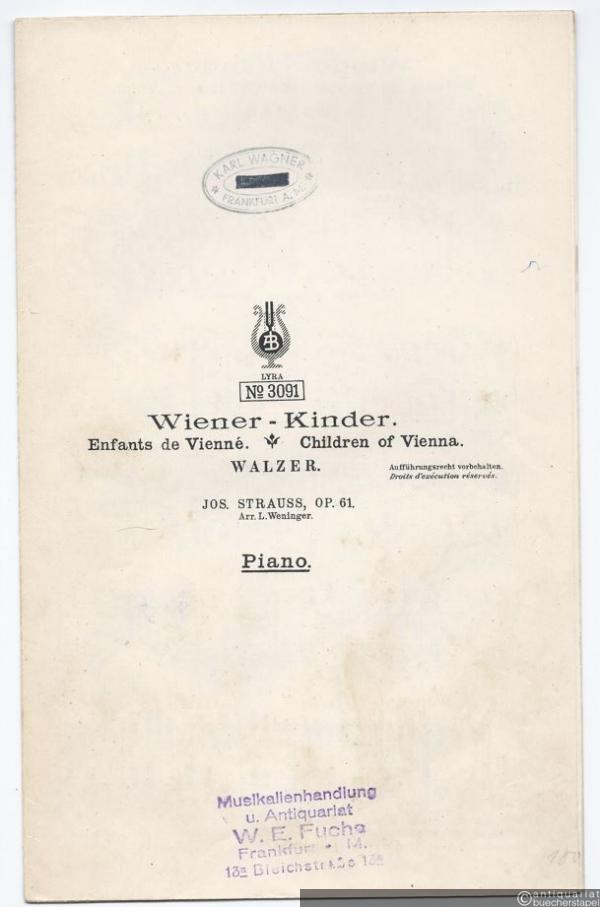 KARL WAGNER
FRANKFURT A. M.
AB
LYRA
No 3091
Wiener-Kinder.
Enfants de Vienné. Children of Vienna.
WALZER.
Aufführungsrecht vorbehalten.
Droits d'exécution réservés.
JOS. STRAUSS, OP. 61.
Arr. L. Weninger.
Piano.
Musikalienhandlung
u. Antiquariat
W. E. Fuchs
Frankfurt a. M.
13a Bleichstraße 13a
antiquariat
buecherstapel